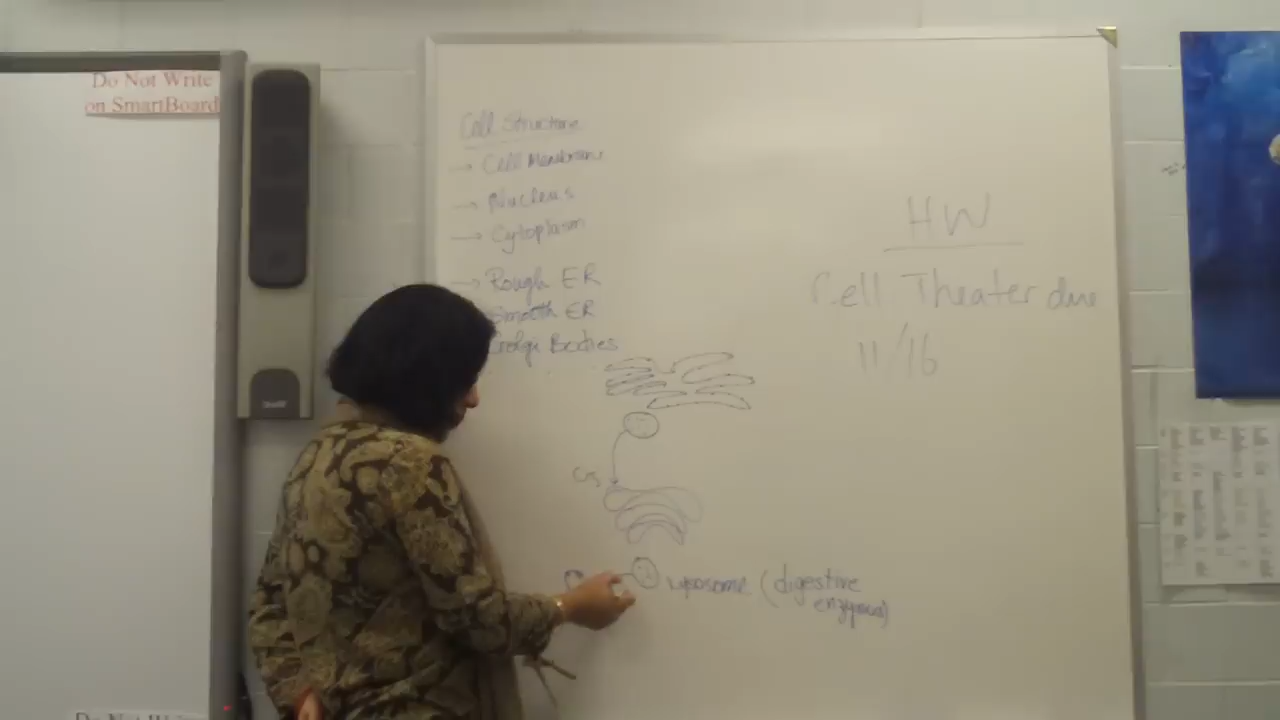 Do Not Write
on SmartBoard
Cell Structure
→ Cell Membrane
→ Nucleus
→ Cytoplasm
→ Rough ER
Smooth ER
Golgi Bodies
HW
Cell Theater due
11/16
(digestive
enzymes)